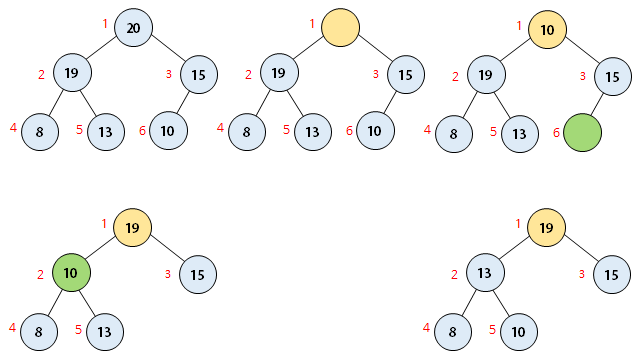 1 20
2 19 3 15
4 8 5 13 6 10
1
2 19 3 15
4 8 5 13 6 10
1 10
2 19 3 15
4 8 5 13 6
1 19
2 10 3 15
4 8 5 13
1 19
2 13 3 15
4 8 5 10